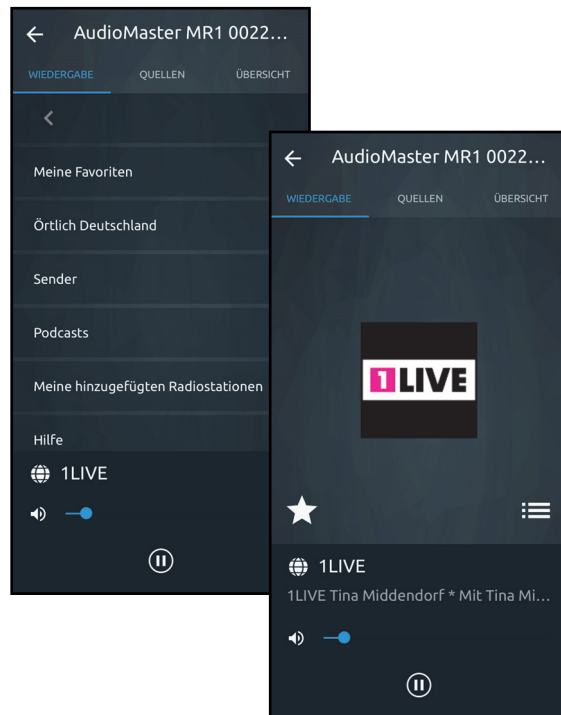 AudioMaster MR1 0022...
WIEDERGABE QUELLEN ÜBERSICHT
Meine Favoriten
Örtlich Deutschland
Sender
Podcasts
Meine hinzugefügten Radiostationen
Hilfe
1LIVE
AudioMaster MR1 0022...
WIEDERGABE QUELLEN ÜBERSICHT
1LIVE
1LIVE
1LIVE Tina Middendorf * Mit Tina Mi...